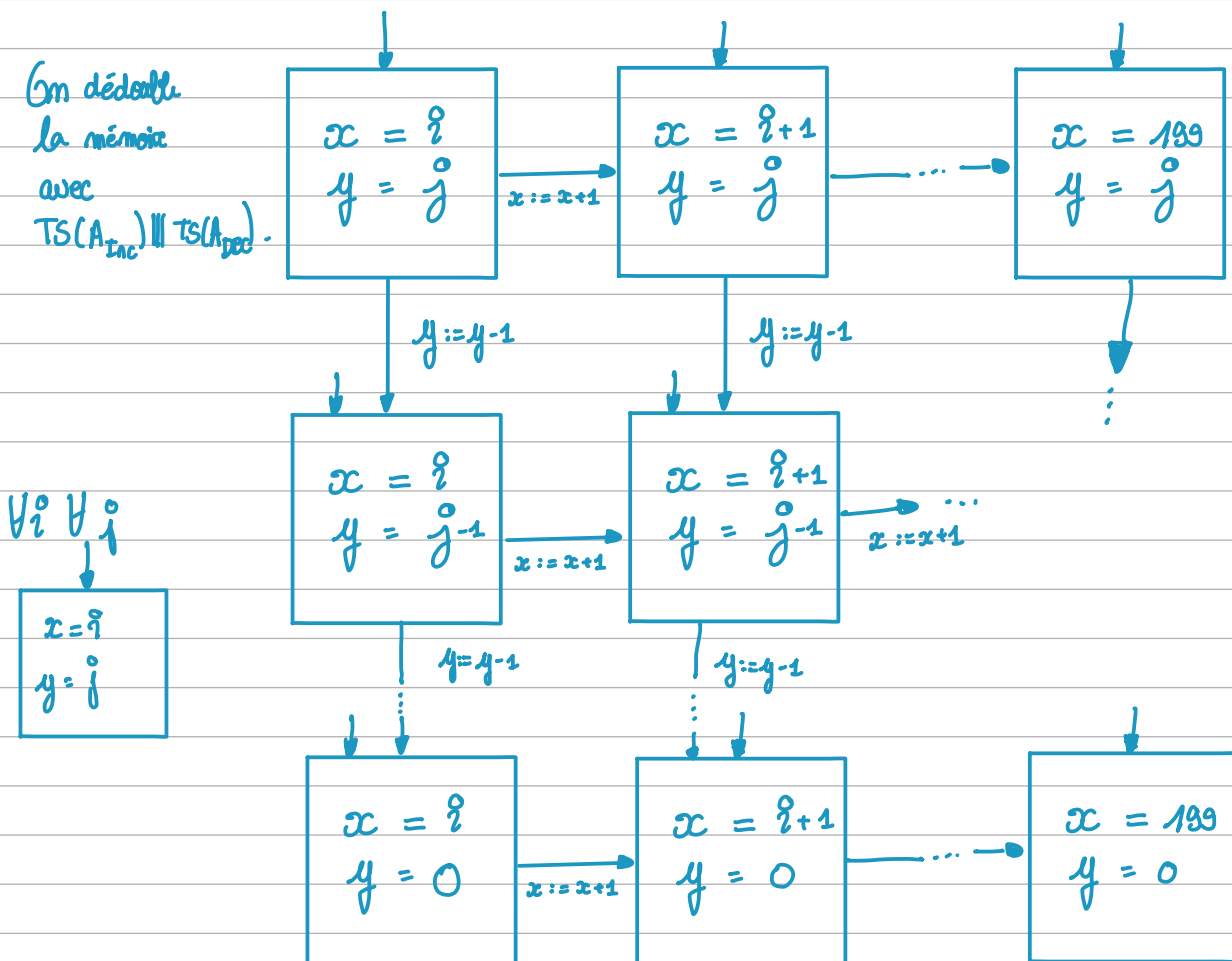 On dédouble
la mémoire
avec
TS(A_Inc) ||| TS(A_DEC).
x = i
y = j
x := x+1
x = i+1
y = j
...
x = 199
y = j
y := y-1
y := y-1
...
∀i ∀j
x = i
y = j
x = i
y = j-1
x := x+1
x = i+1
y = j-1
...
x := x+1
y := y-1
y := y-1
x = i
y = 0
x := x+1
x = i+1
y = 0
...
x = 199
y = 0